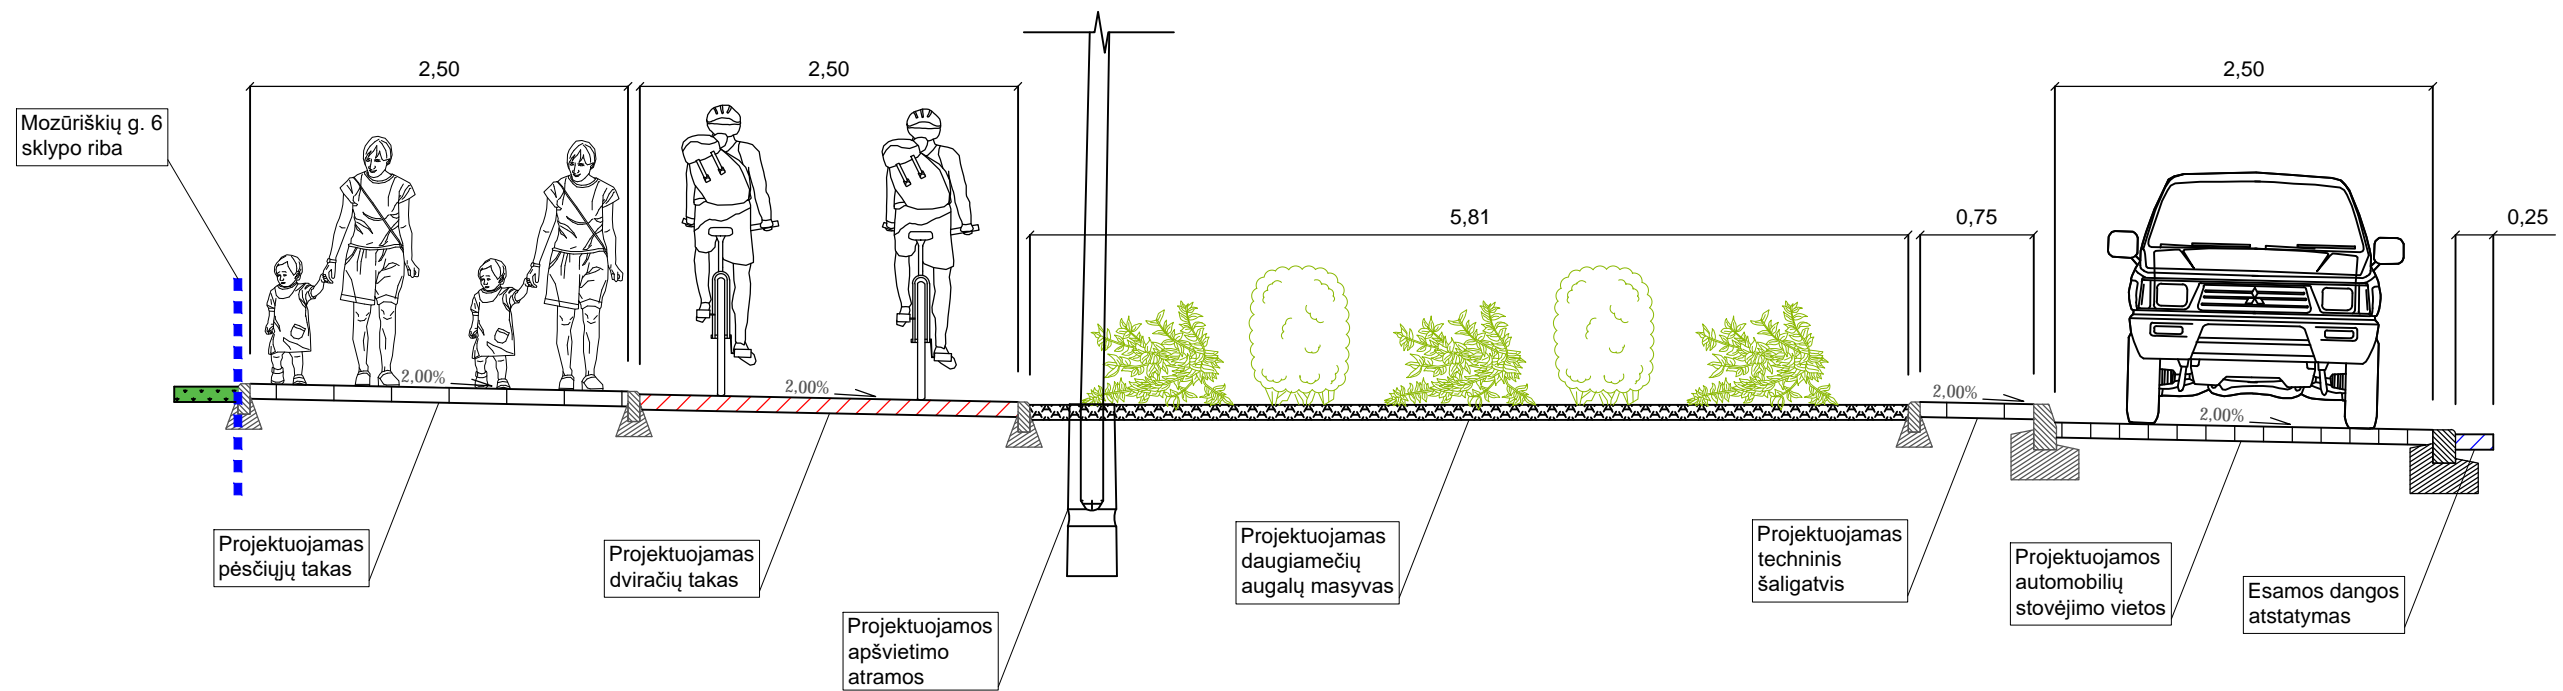 2,50
2,50
2,50
5,81
0,75
0,25
Mozūriškių g. 6
sklypo riba
2,00%
2,00%
2,00%
2,00%
Projektuojamas
pėsčiųjų takas
Projektuojamas
dviračių takas
Projektuojamos
apšvietimo
atramos
Projektuojamas
daugiamečių
augalų masyvas
Projektuojamas
techninis
šaligatvis
Projektuojamos
automobilių
stovėjimo vietos
Esamos dangos
atstatymas